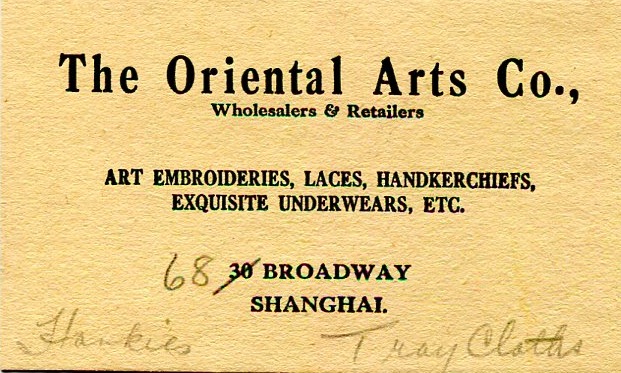 The Oriental Arts Co.,
Wholesalers & Retailers
ART EMBROIDERIES, LACES, HANDKERCHIEFS,
EXQUISITE UNDERWEARS, ETC.
68 30 BROADWAY
SHANGHAI.
Hankies Tray Cloths